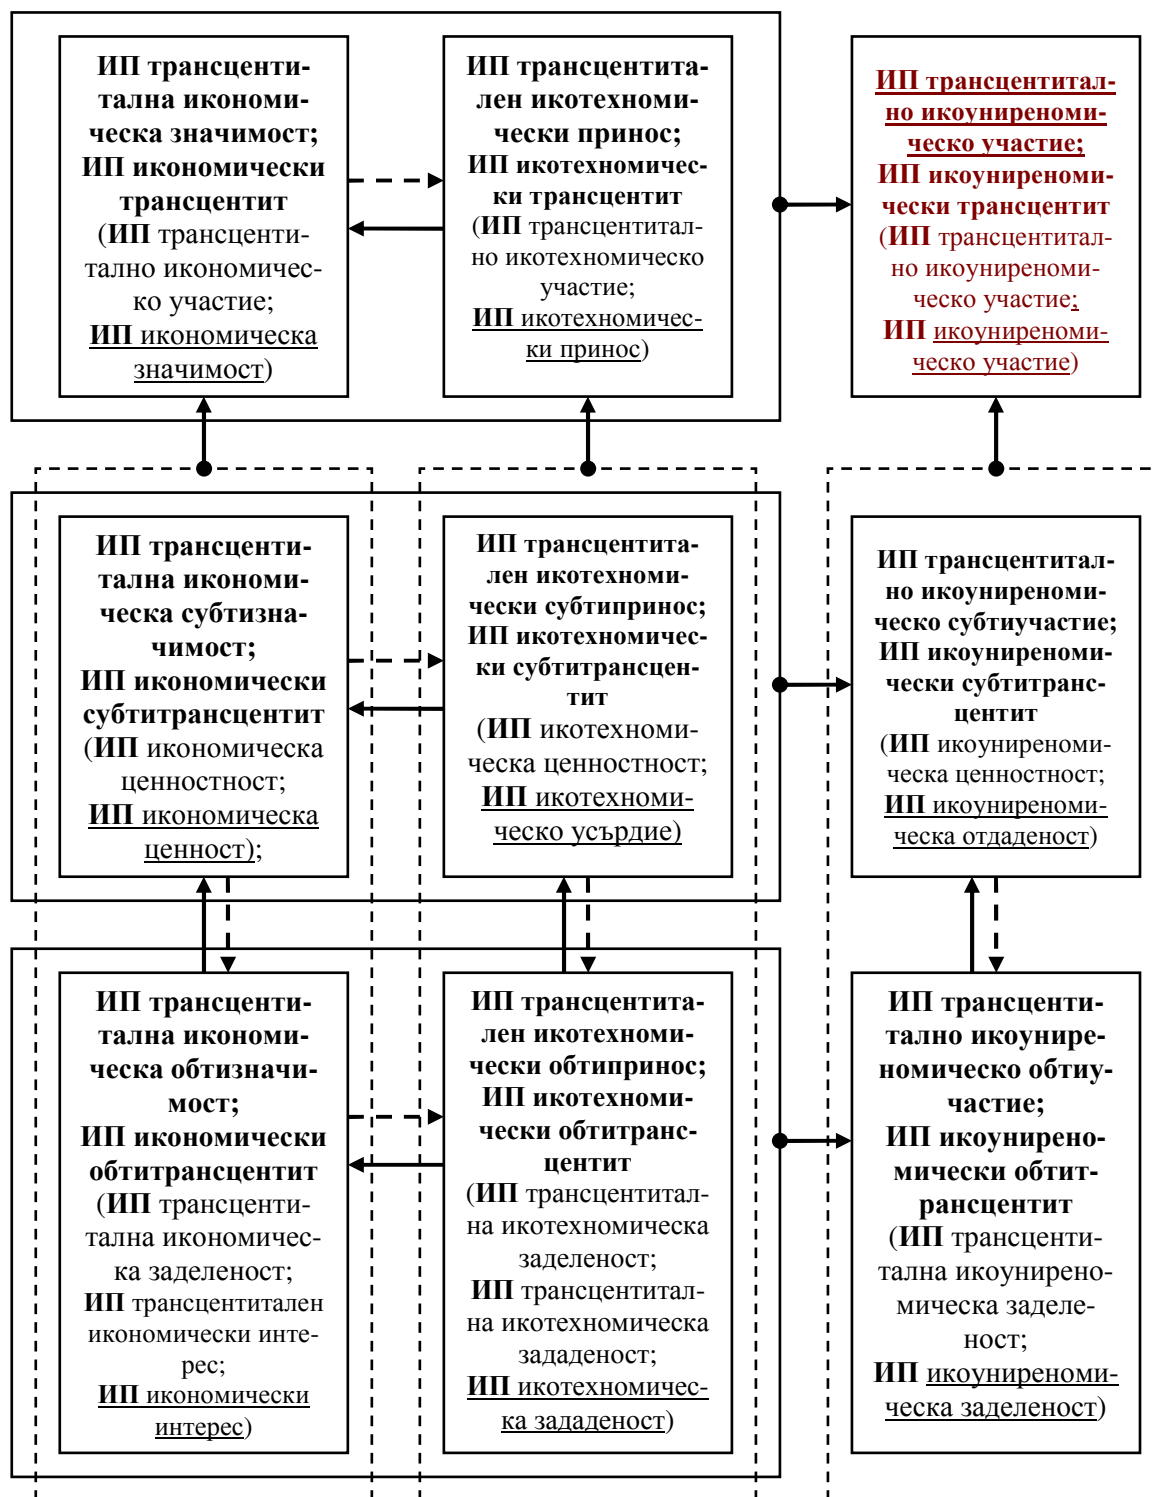 ИП трансценти-
тална икономи-
ческа значимост;
ИП икономически
трансцентит
(ИП трансценти-
тално икономичес-
ко участие;
ИП икономическа
значимост)
ИП трансцентита-
лен икотехноми-
чески принос;
ИП икотехномичес-
ки трансцентит
(ИП трансцентитал-
но икотехномическо
участие;
ИП икотехномичес-
ки принос)
ИП трансцентитал-
но икоуниреноми-
ческо участие;
ИП икоуниреноми-
чески трансцентит
(ИП трансцентитал-
но икоуниреноми-
ческо участие;
ИП икоуниреноми-
ческо участие)
ИП трансценти-
тална икономи-
ческа субтизна-
чимост;
ИП икономически
субтитрансцентит
(ИП икономическа
ценностност;
ИП икономическа
ценност);
ИП трансцентита-
лен икотехноми-
чески субтипринос;
ИП икотехномичес-
ки субтитрансцен-
тит
(ИП икотехноми-
ческа ценностност;
ИП икотехноми-
ческо усърдие)
ИП трансцентитал-
но икоуниреноми-
ческо субтиучастие;
ИП икоуниреноми-
чески субтитранс-
центит
(ИП икоуниреноми-
ческа ценностност;
ИП икоуниреноми-
ческа отдаденост)
ИП трансценти-
тална икономи-
ческа обтизначи-
мост;
ИП икономически
обтитрансцентит
(ИП трансценти-
тална икономичес-
ка заделеност;
ИП трансцентитален
икономически инте-
рес;
ИП икономически
интерес)
ИП трансцентита-
лен икотехноми-
чески обтипринос;
ИП икотехноми-
чески обтитранс-
центит
(ИП трансцентитал-
на икотехномическа
заделеност;
ИП трансцентитал-
на икотехномическа
зададеност;
ИП икотехномичес-
ка зададеност)
ИП трансценти-
тално икоунире-
номическо обтиу-
частие;
ИП икоунирено-
мически обтит-
рансцентит
(ИП трансценти-
тална икоунирено-
мическа заделе-
ност;
ИП икоуниреноми-
ческа заделеност)